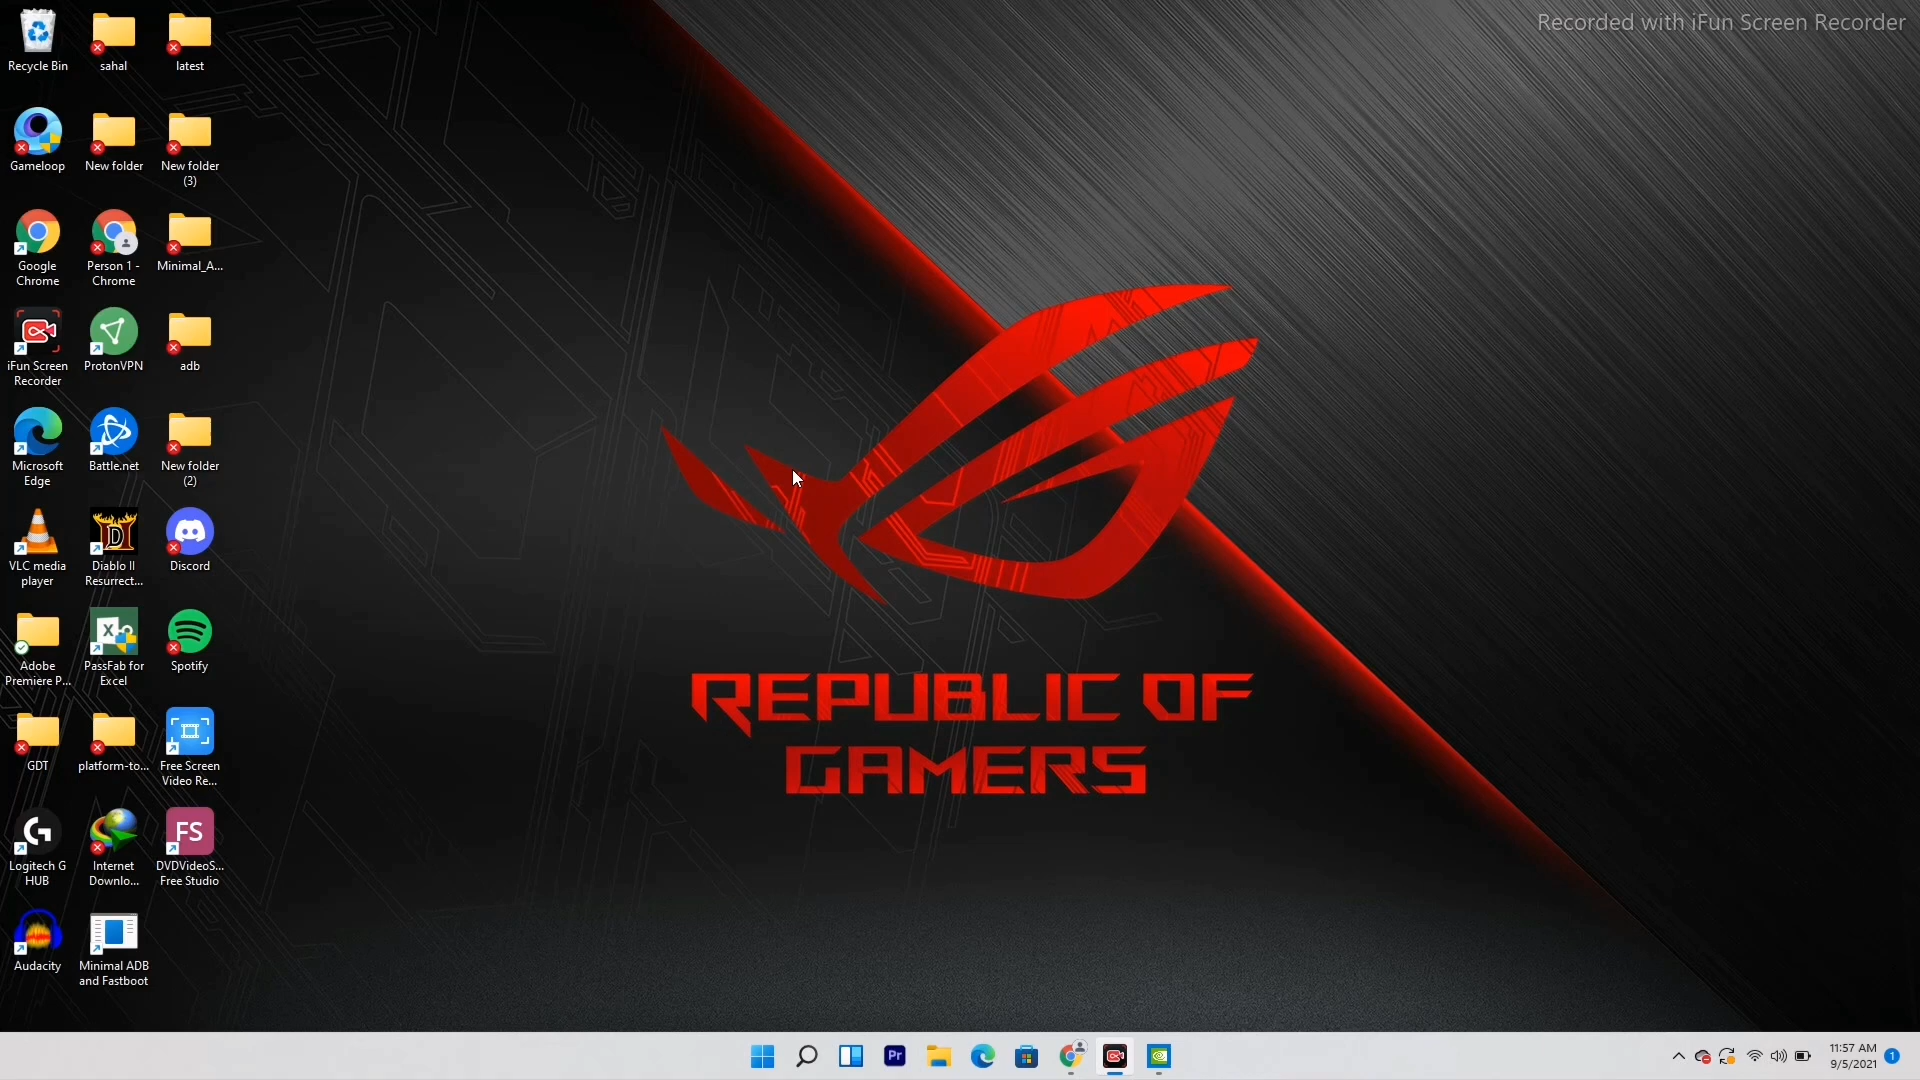 Recorded with iFun Screen Recorder
Recycle Bin
sahal
latest
Gameloop
New folder
New folder
(3)
Google
Chrome
Person 1 -
Chrome
Minimal_A...
iFun Screen
Recorder
ProtonVPN
adb
Microsoft
Edge
Battle.net
New folder
(2)
VLC media
player
Diablo II
Resurrect...
Discord
Adobe
Premiere P...
PassFab for
Excel
Spotify
GDT
platform-to...
Free Screen
Video Re...
Logitech G
HUB
Internet
Downlo...
FS
DVDVideoS...
Free Studio
Audacity
Minimal ADB
and Fastboot
REPUBLIC OF
GAMERS
Pr
11:57 AM
9/5/2021
1